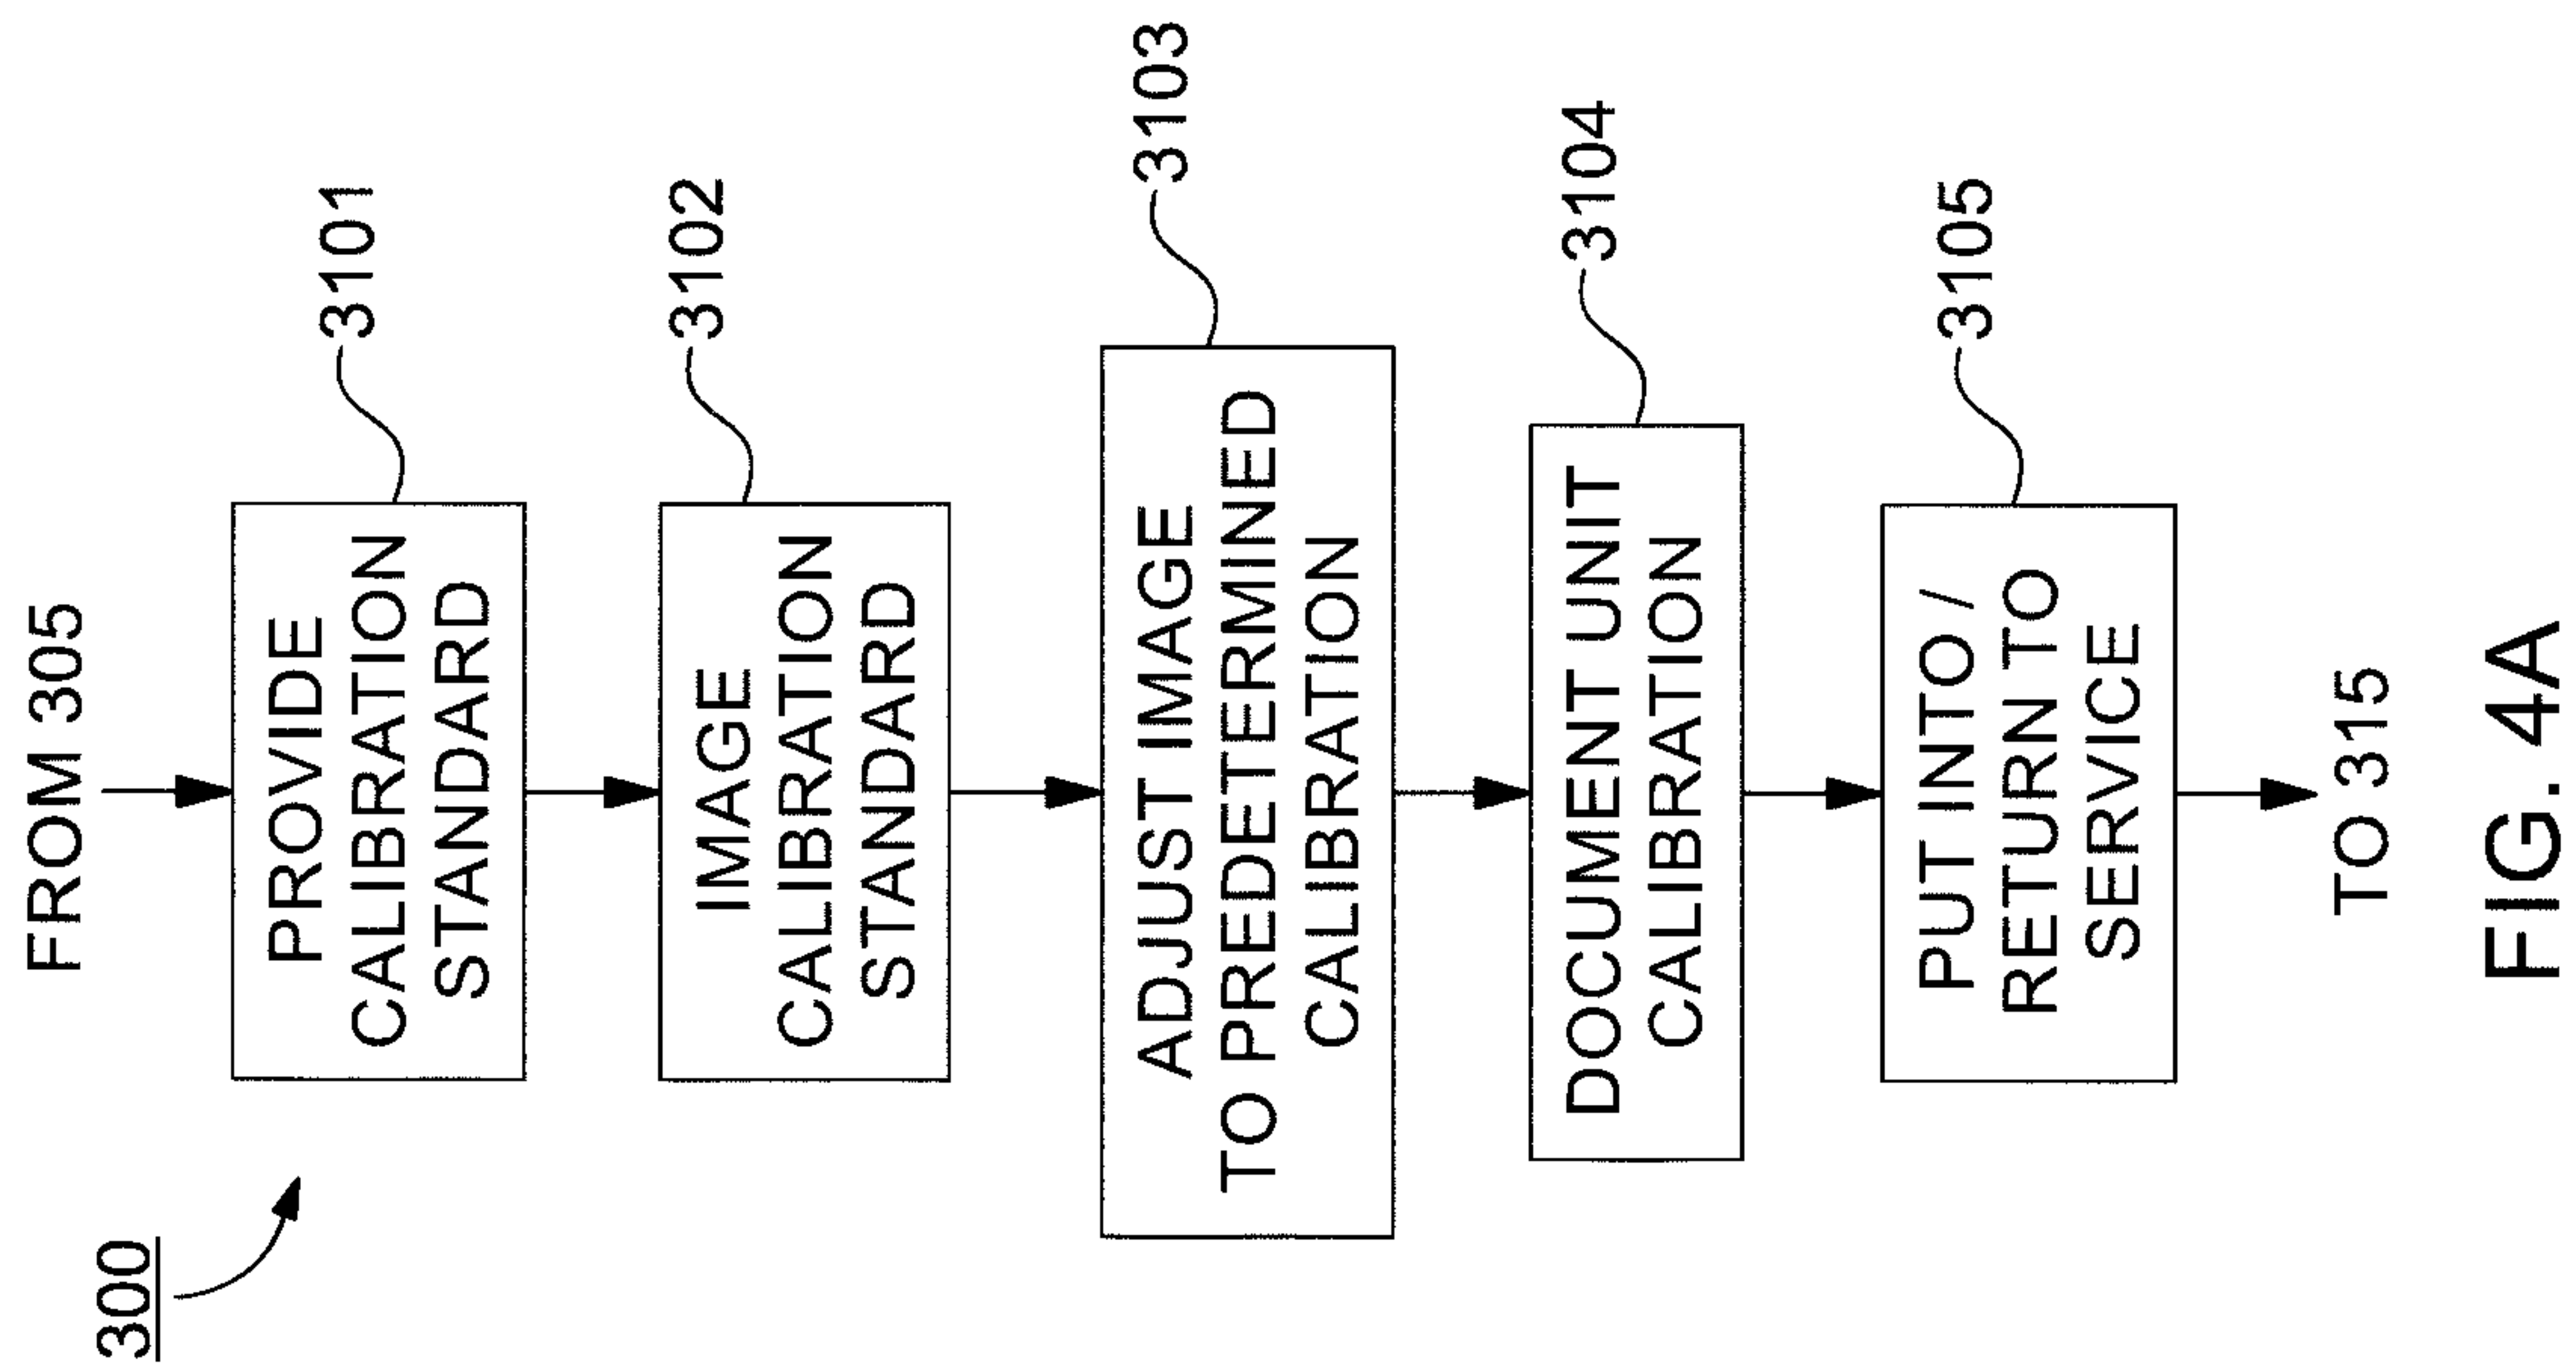 300
FROM 305
PROVIDE
CALIBRATION
STANDARD
3101
IMAGE
CALIBRATION
STANDARD
3102
ADJUST IMAGE
TO PREDETERMINED
CALIBRATION
3103
DOCUMENT UNIT
CALIBRATION
3104
PUT INTO /
RETURN TO
SERVICE
3105
TO 315
FIG. 4A